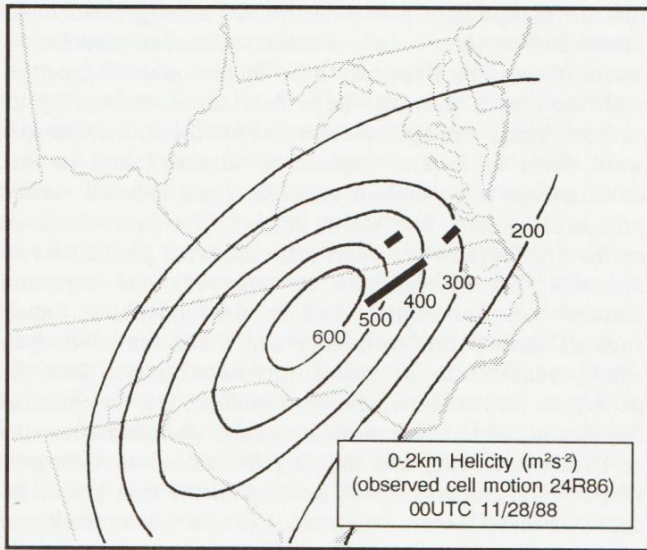 200
300
400
500
600
0-2km Helicity (m²s⁻²)
(observed cell motion 24R86)
00UTC 11/28/88